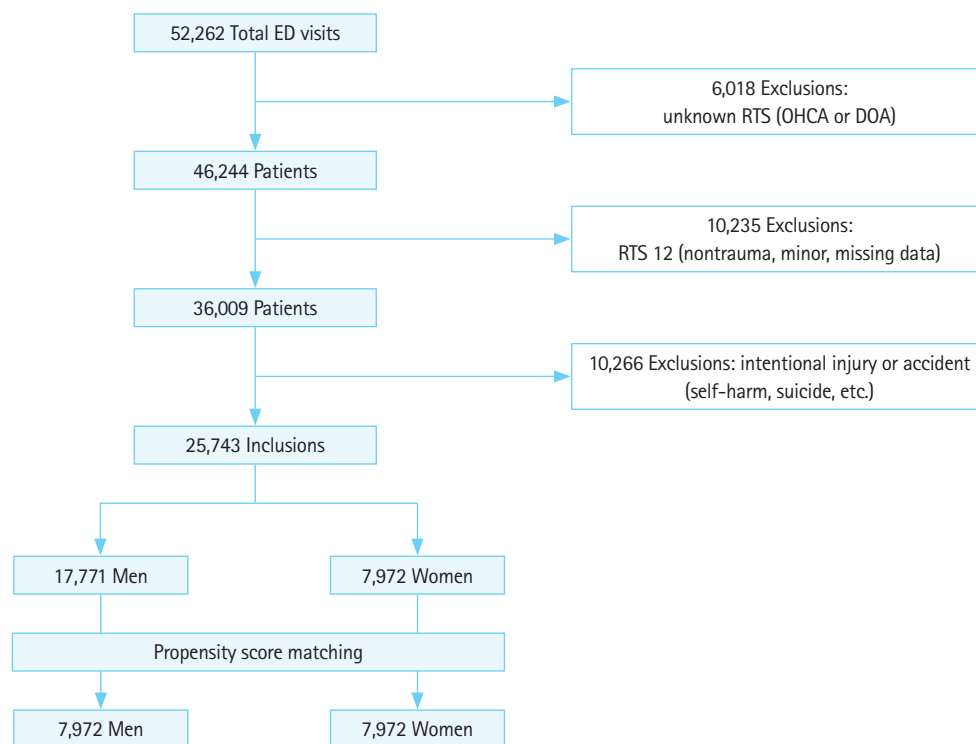 52,262 Total ED visits
6,018 Exclusions:
unknown RTS (OHCA or DOA)
46,244 Patients
10,235 Exclusions:
RTS 12 (nontrauma, minor, missing data)
36,009 Patients
10,266 Exclusions: intentional injury or accident
(self-harm, suicide, etc.)
25,743 Inclusions
17,771 Men
7,972 Women
Propensity score matching
7,972 Men
7,972 Women